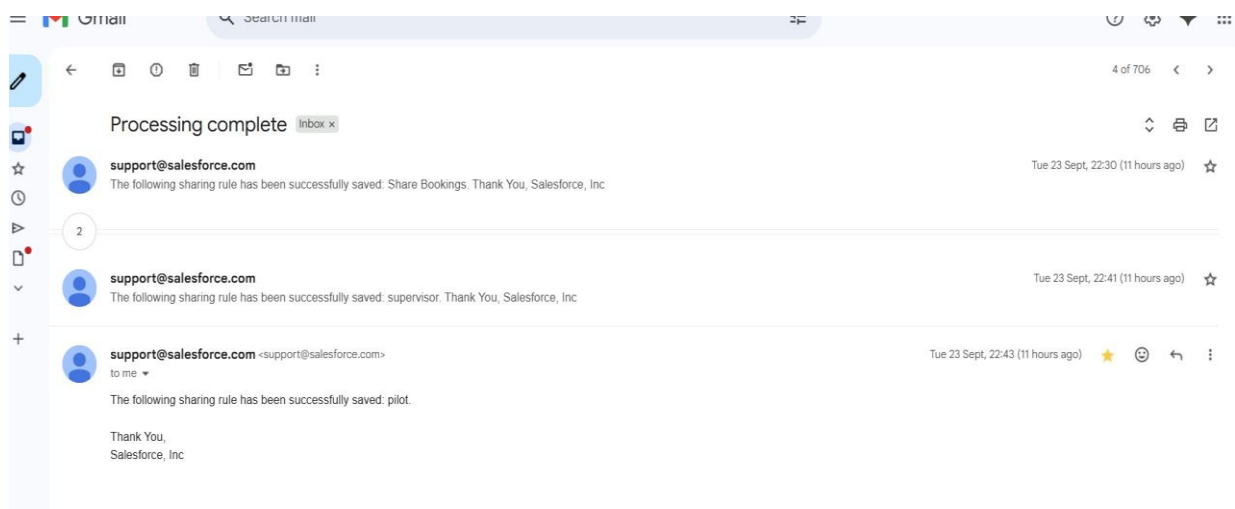 Gmail
Search mail
4 of 706
Processing complete Inbox ×
support@salesforce.com Tue 23 Sept, 22:30 (11 hours ago)
The following sharing rule has been successfully saved: Share Bookings. Thank You, Salesforce, Inc
2
support@salesforce.com Tue 23 Sept, 22:41 (11 hours ago)
The following sharing rule has been successfully saved: supervisor. Thank You, Salesforce, Inc
support@salesforce.com <support@salesforce.com> Tue 23 Sept, 22:43 (11 hours ago)
to me
The following sharing rule has been successfully saved: pilot.
Thank You,
Salesforce, Inc